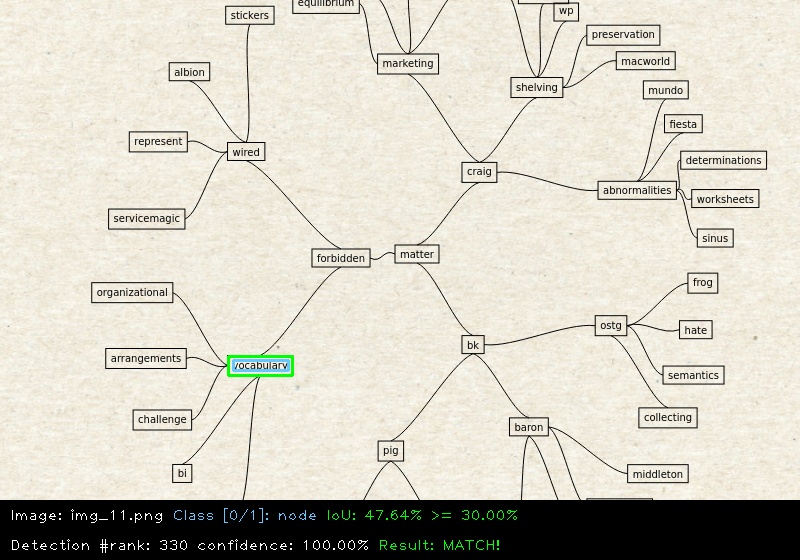 equilibrium
stickers
wp
preservation
marketing
macworld
albion
shelving
mundo
fiesta
represent
wired
determinations
craig
abnormalities
worksheets
servicemagic
sinus
forbidden
matter
frog
organizational
ostg
hate
bk
arrangements
vocabulary
semantics
challenge
collecting
baron
pig
bi
middleton
Image: img_11.png Class [0/1]: node IoU: 47.64% >= 30.00%
Detection #rank: 330 confidence: 100.00% Result: MATCH!